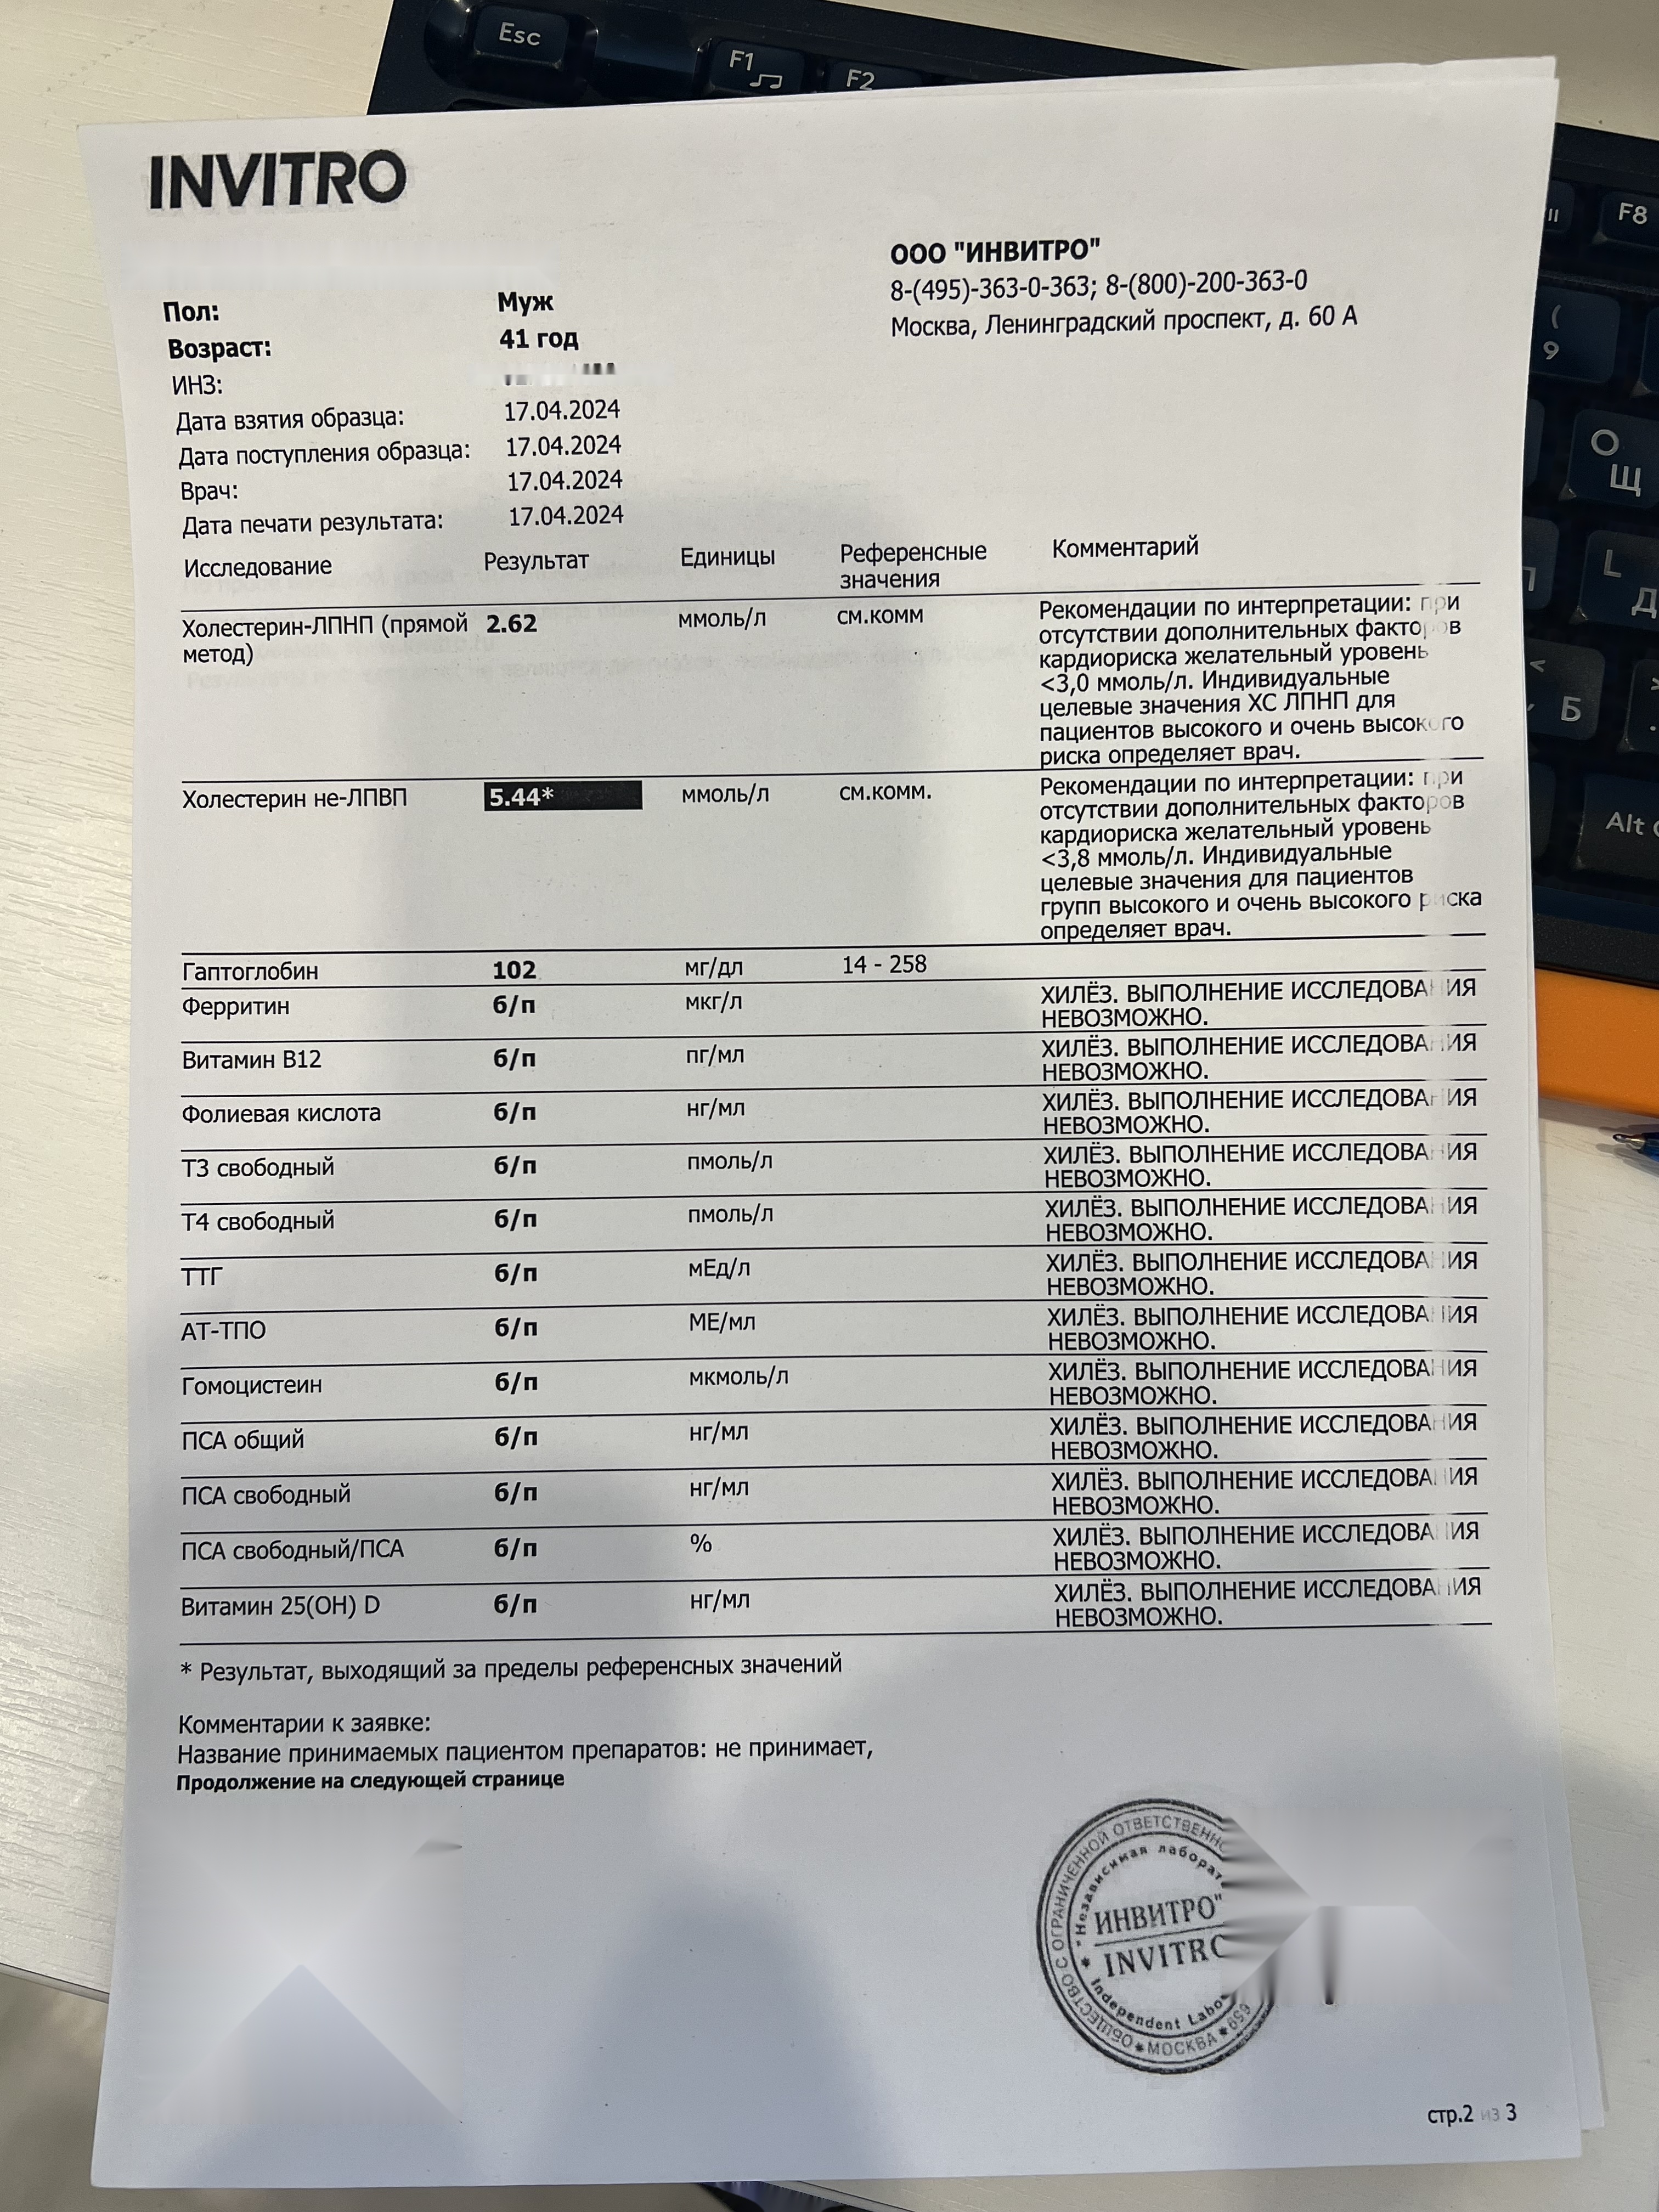 Esc
F1
F2
F8
INVITRO
ООО "ИНВИТРО"
8-(495)-363-0-363; 8-(800)-200-363-0
Москва, Ленинградский проспект, д. 60 А
Пол: Муж
Возраст: 41 год
ИНЗ:
Дата взятия образца: 17.04.2024
Дата поступления образца: 17.04.2024
Врач: 17.04.2024
Дата печати результата: 17.04.2024
Исследование Результат Единицы Референсные значения Комментарий
Холестерин-ЛПНП (прямой 2.62 ммоль/л см.комм Рекомендации по интерпретации: при
метод) отсутствии дополнительных факторов
кардиориска желательный уровень
<3,0 ммоль/л. Индивидуальные
целевые значения ХС ЛПНП для
пациентов высокого и очень высокого
риска определяет врач.
Холестерин не-ЛПВП 5.44* ммоль/л см.комм. Рекомендации по интерпретации: при
отсутствии дополнительных факторов
кардиориска желательный уровень
<3,8 ммоль/л. Индивидуальные
целевые значения для пациентов
групп высокого и очень высокого риска
определяет врач.
Гаптоглобин 102 мг/дл 14 - 258
Ферритин б/п мкг/л ХИЛЁЗ. ВЫПОЛНЕНИЕ ИССЛЕДОВАНИЯ
НЕВОЗМОЖНО.
Витамин В12 б/п пг/мл ХИЛЁЗ. ВЫПОЛНЕНИЕ ИССЛЕДОВАНИЯ
НЕВОЗМОЖНО.
Фолиевая кислота б/п нг/мл ХИЛЁЗ. ВЫПОЛНЕНИЕ ИССЛЕДОВАНИЯ
НЕВОЗМОЖНО.
Т3 свободный б/п пмоль/л ХИЛЁЗ. ВЫПОЛНЕНИЕ ИССЛЕДОВАНИЯ
НЕВОЗМОЖНО.
Т4 свободный б/п пмоль/л ХИЛЁЗ. ВЫПОЛНЕНИЕ ИССЛЕДОВАНИЯ
НЕВОЗМОЖНО.
ТТГ б/п мЕд/л ХИЛЁЗ. ВЫПОЛНЕНИЕ ИССЛЕДОВАНИЯ
НЕВОЗМОЖНО.
АТ-ТПО б/п МЕ/мл ХИЛЁЗ. ВЫПОЛНЕНИЕ ИССЛЕДОВАНИЯ
НЕВОЗМОЖНО.
Гомоцистеин б/п мкмоль/л ХИЛЁЗ. ВЫПОЛНЕНИЕ ИССЛЕДОВАНИЯ
НЕВОЗМОЖНО.
ПСА общий б/п нг/мл ХИЛЁЗ. ВЫПОЛНЕНИЕ ИССЛЕДОВАНИЯ
НЕВОЗМОЖНО.
ПСА свободный б/п нг/мл ХИЛЁЗ. ВЫПОЛНЕНИЕ ИССЛЕДОВАНИЯ
НЕВОЗМОЖНО.
ПСА свободный/ПСА б/п % ХИЛЁЗ. ВЫПОЛНЕНИЕ ИССЛЕДОВАНИЯ
НЕВОЗМОЖНО.
Витамин 25(OH) D б/п нг/мл ХИЛЁЗ. ВЫПОЛНЕНИЕ ИССЛЕДОВАНИЯ
НЕВОЗМОЖНО.
* Результат, выходящий за пределы референсных значений
Комментарии к заявке:
Название принимаемых пациентом препаратов: не принимает,
Продолжение на следующей странице
ОБЩЕСТВО С ОГРАНИЧЕННОЙ
"Независимая
ИНВИТРО"
Independent
МОСКВА
стр.2 из 3
( 9
О Щ
L Д
< , Б
Alt